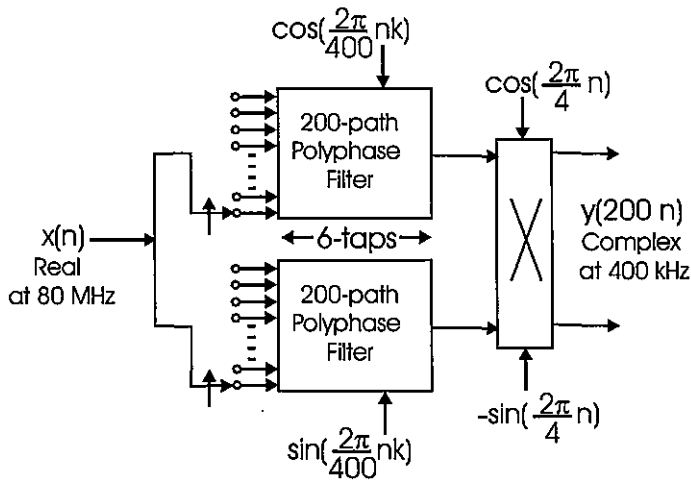 cos(2π/400 nk)
cos(2π/4 n)
200-path
Polyphase
Filter
x(n)
Real
at 80 MHz
6-taps
y(200 n)
Complex
at 400 kHz
200-path
Polyphase
Filter
sin(2π/400 nk)
-sin(2π/4 n)